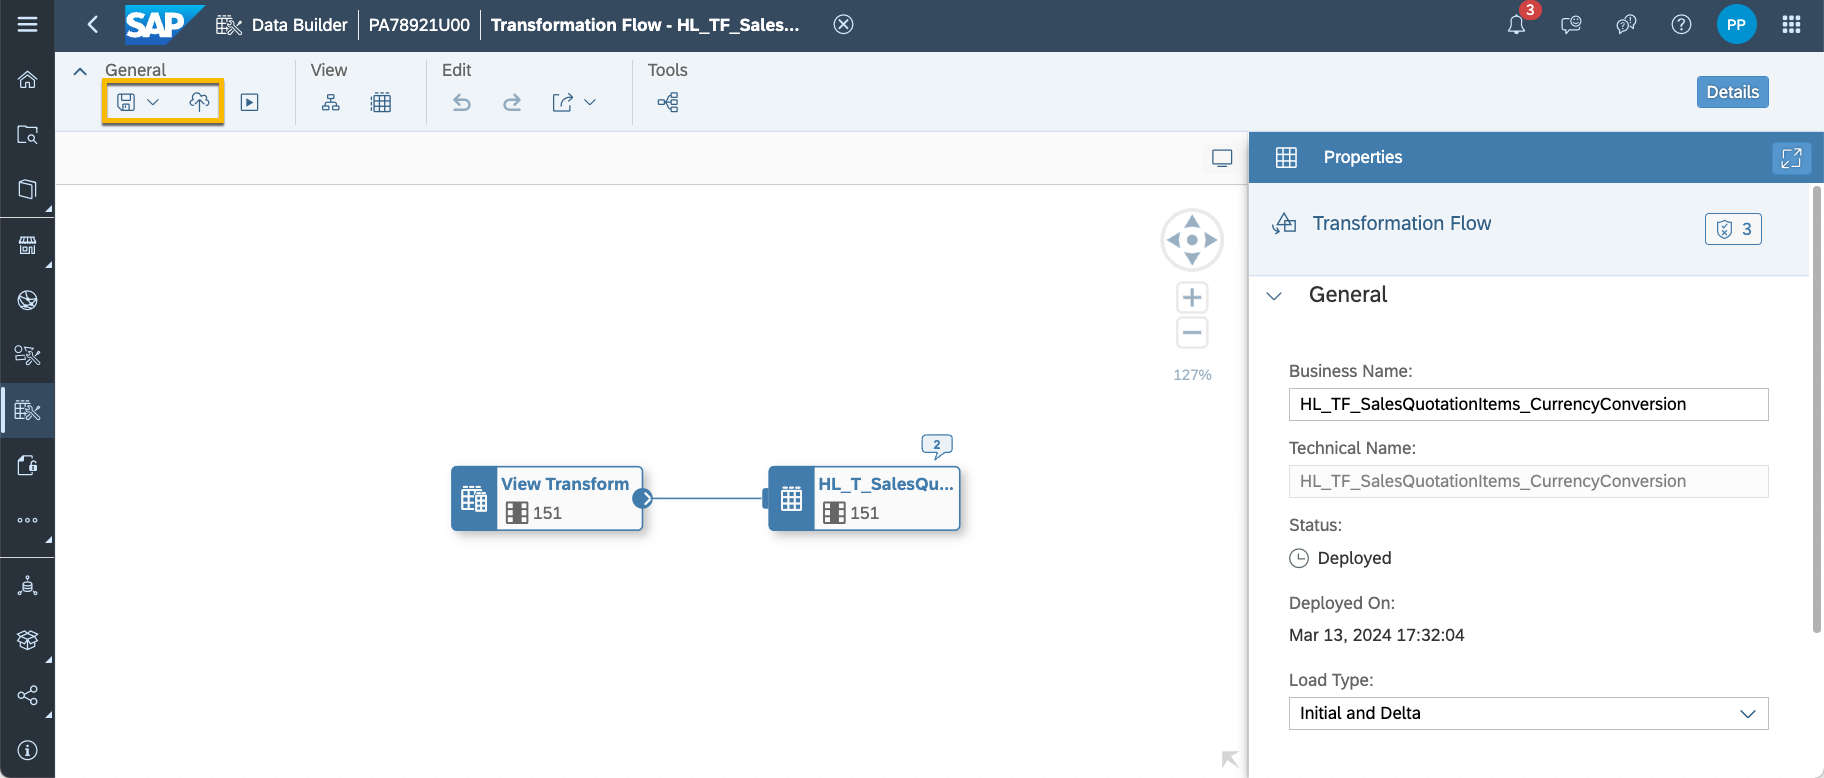 SAP Data Builder PA78921U00 Transformation Flow - HL_TF_Sales... 3 PP
General View Edit Tools
Details
Properties
Transformation Flow
3
General
127%
Business Name:
HL_TF_SalesQuotationItems_CurrencyConversion
Technical Name:
HL_TF_SalesQuotationItems_CurrencyConversion
2
View Transform
151
HL_T_SalesQu...
151
Status:
Deployed
Deployed On:
Mar 13, 2024 17:32:04
Load Type:
Initial and Delta